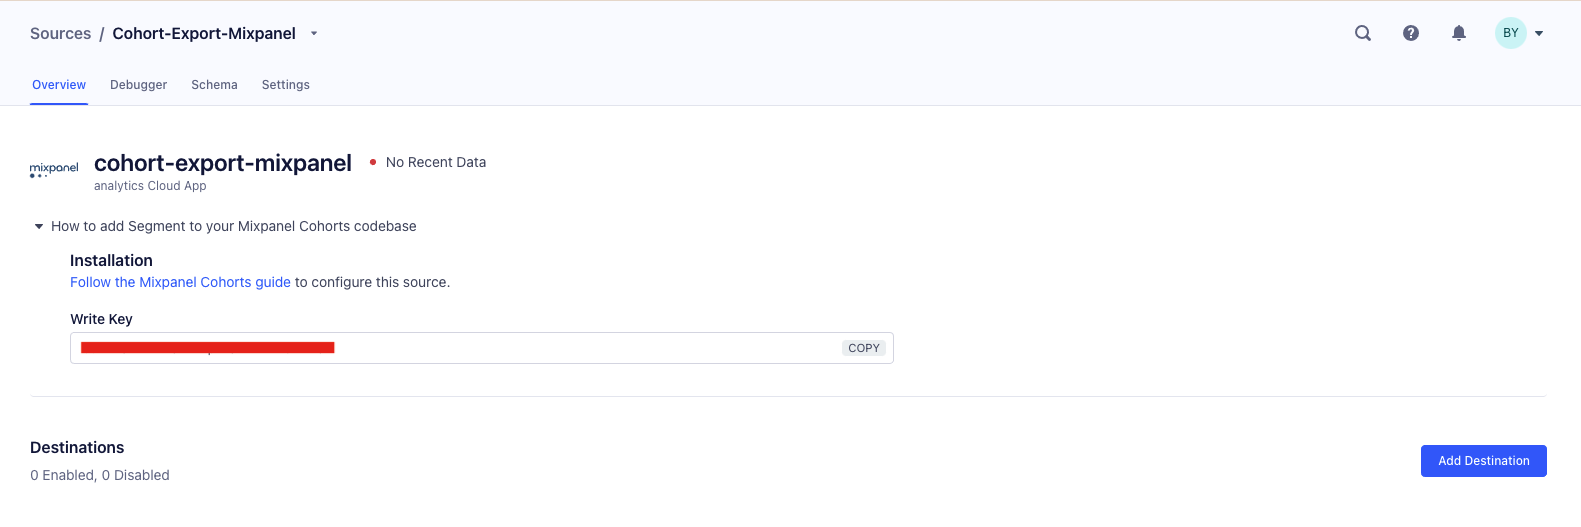 Sources / Cohort-Export-Mixpanel
BY
Overview Debugger Schema Settings
mixpanel
cohort-export-mixpanel
No Recent Data
analytics Cloud App
How to add Segment to your Mixpanel Cohorts codebase
Installation
Follow the Mixpanel Cohorts guide to configure this source.
Write Key
COPY
Destinations
0 Enabled, 0 Disabled
Add Destination